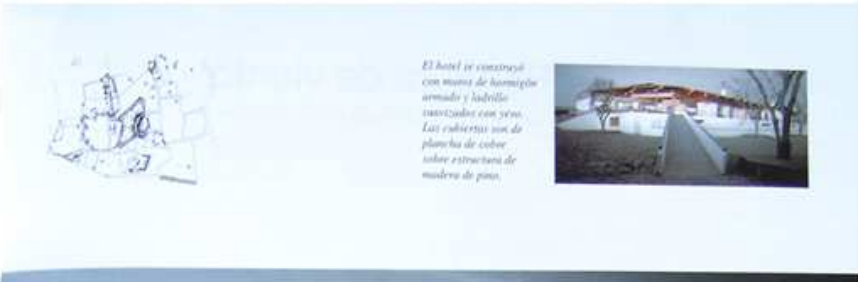 El hotel se construyó
con muros de hormigón
armado y ladrillo
suavizados con yeso.
Las cubiertas son de
plancha de cobre
sobre estructura de
madera de pino.